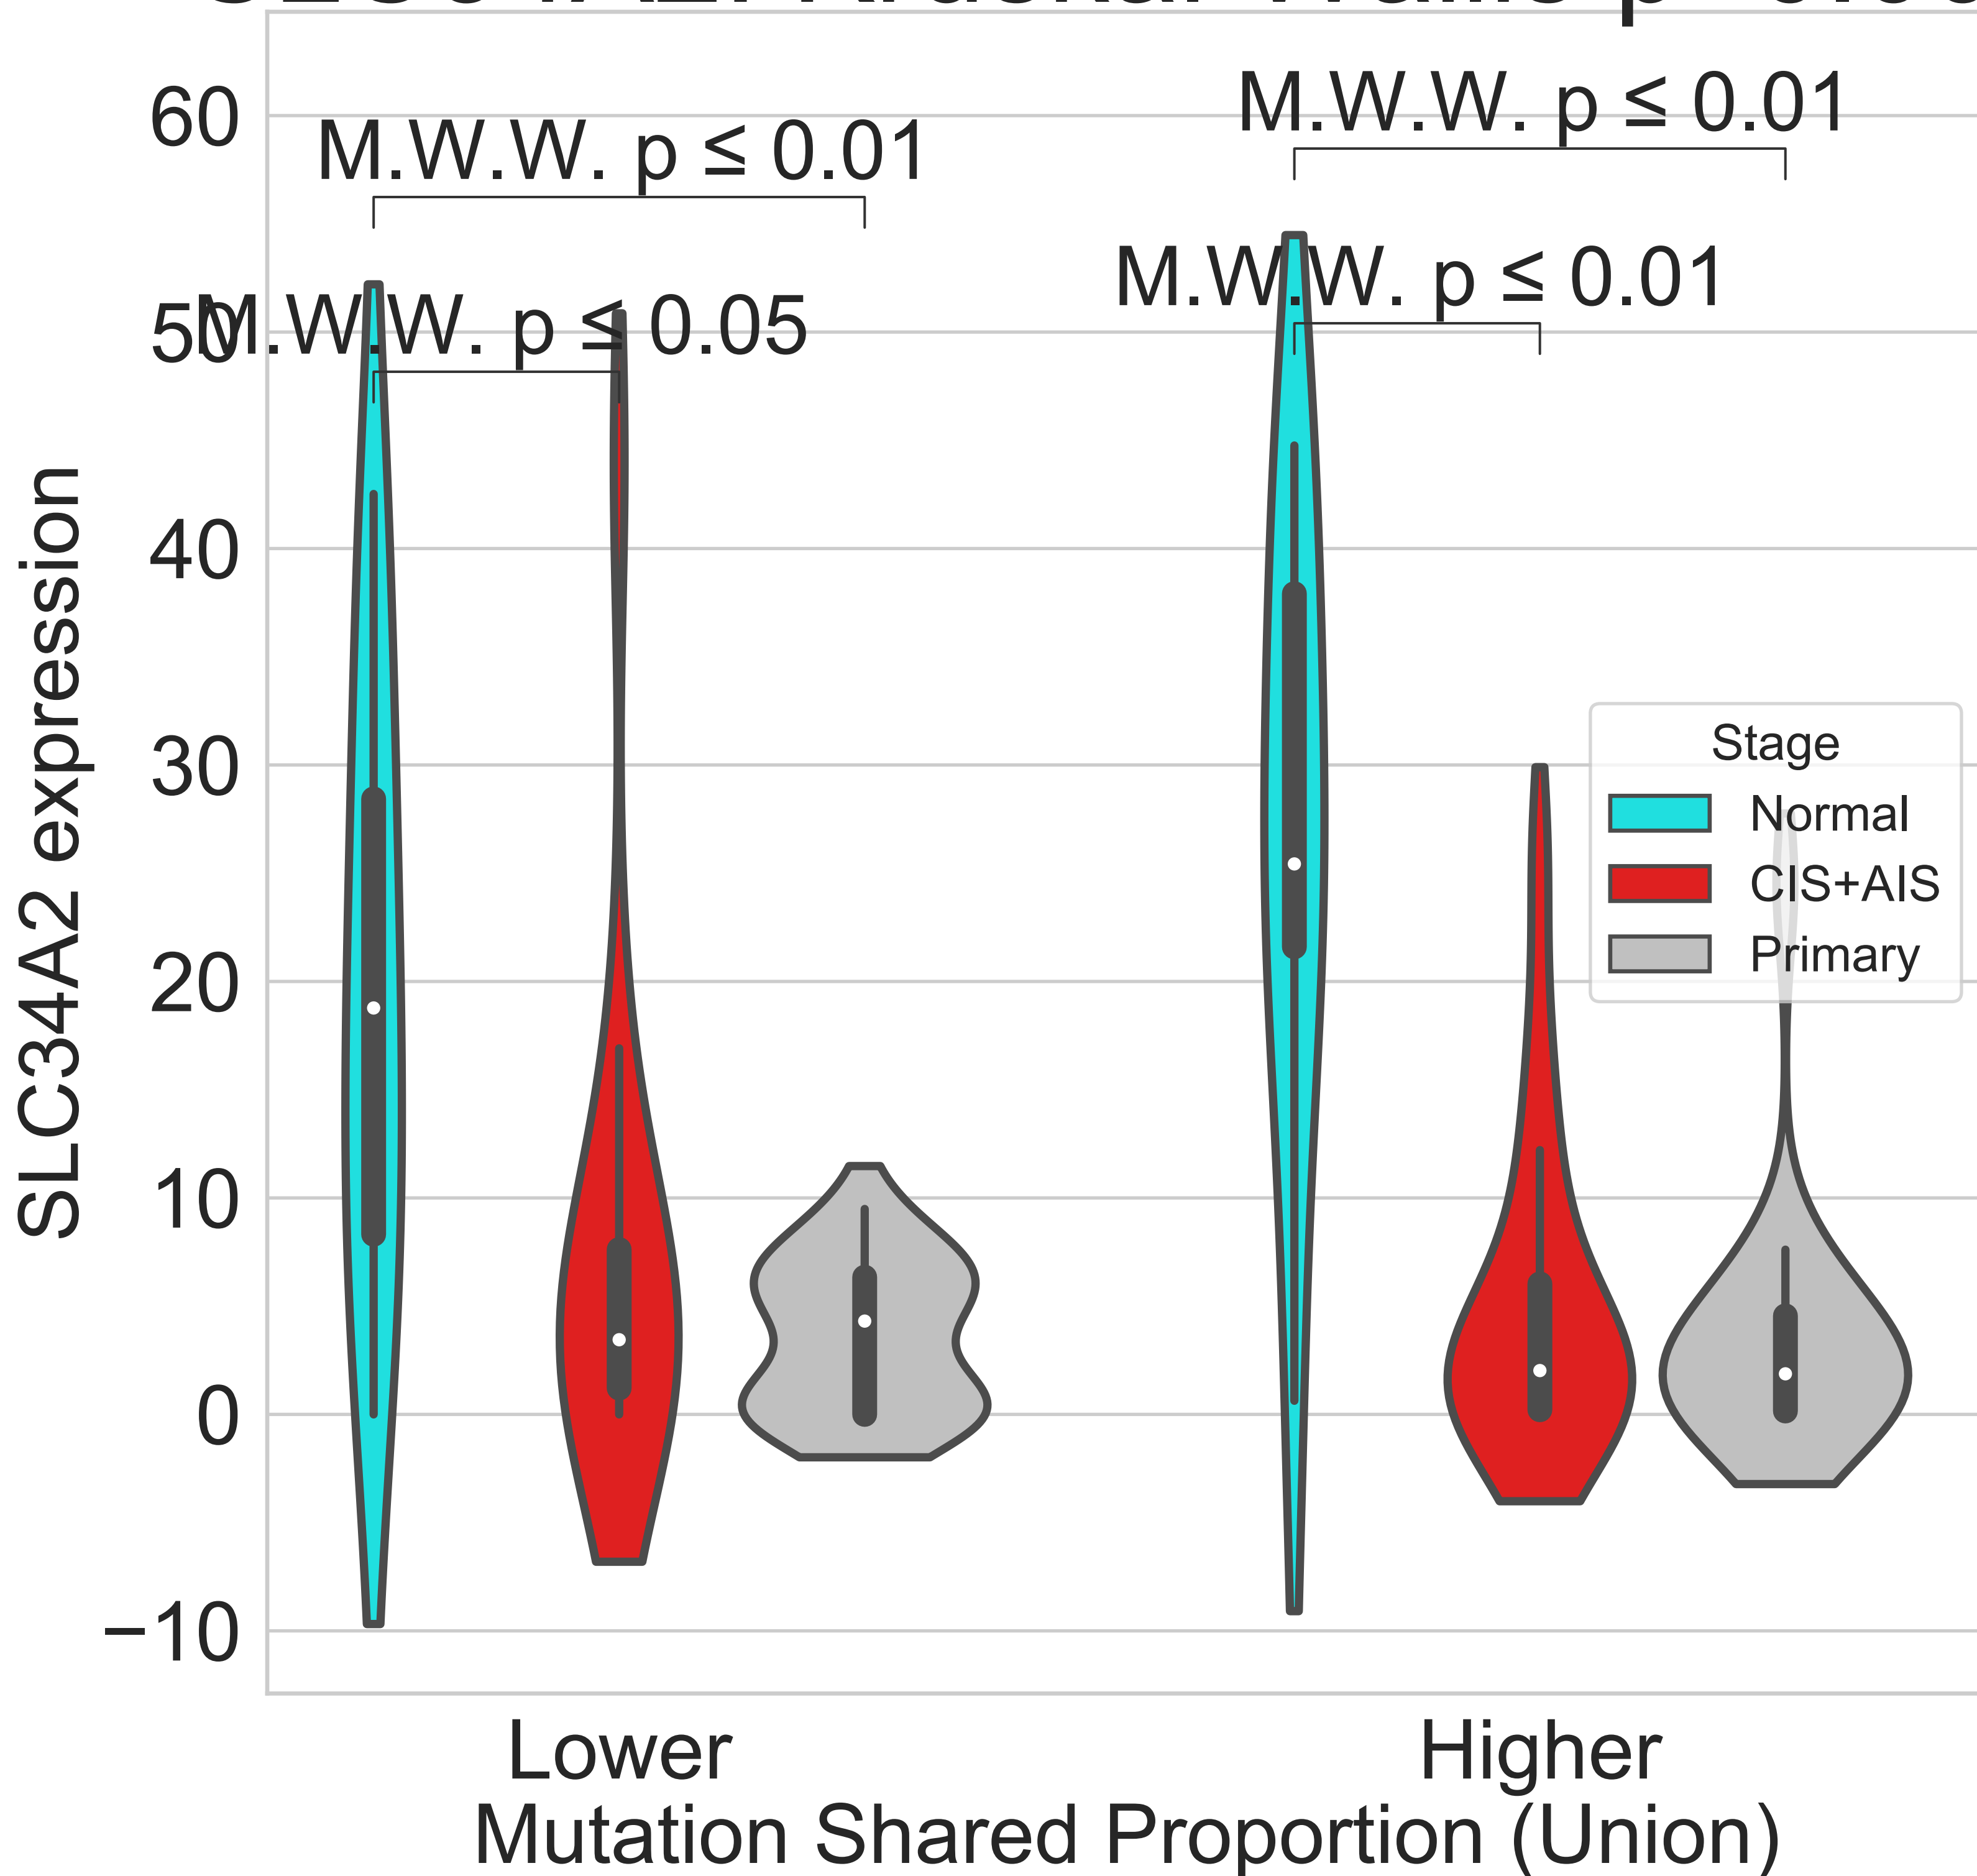 M.W.W. p ≤ 0.01
M.W.W. p ≤ 0.01
M.W.W. p ≤ 0.01
M.W.W. p ≤ 0.05
60
50
40
30
20
10
0
−10
SLC34A2 expression
Stage
Normal
CIS+AIS
Primary
Lower
Higher
Mutation Shared Proportion (Union)